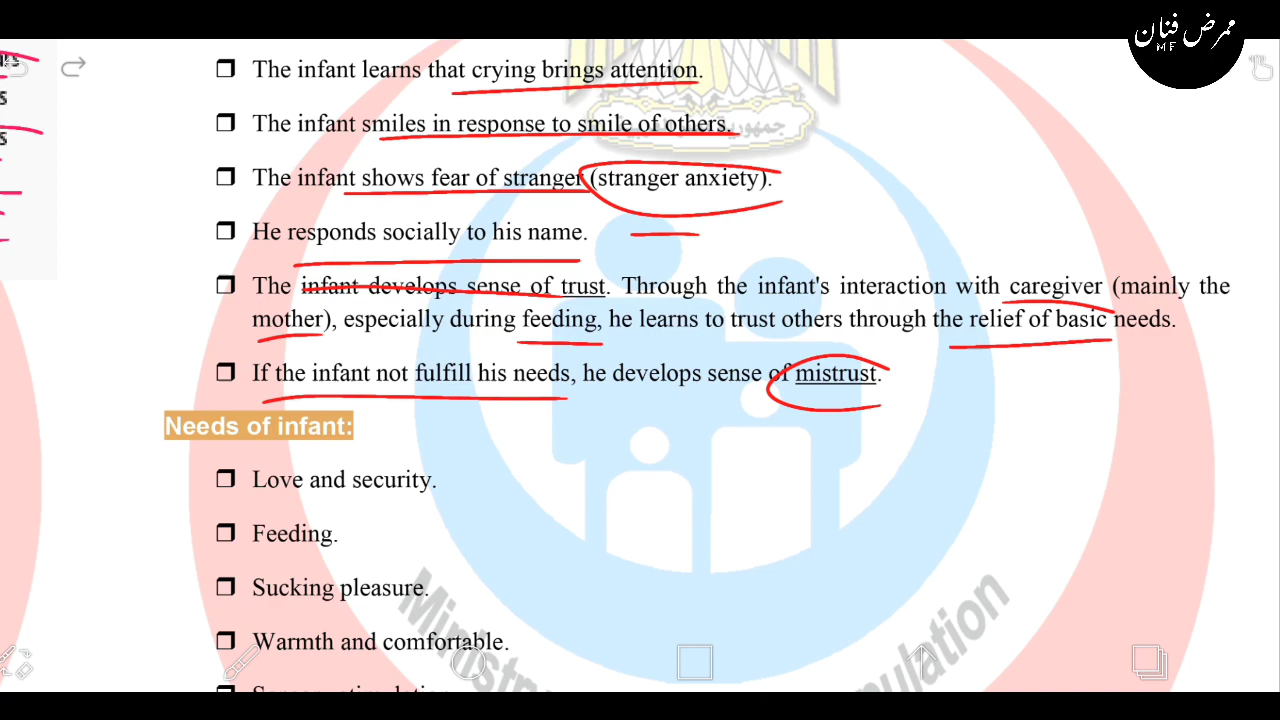 ممرض فنان
MF
❒ The infant learns that crying brings attention.
❒ The infant smiles in response to smile of others.
❒ The infant shows fear of stranger (stranger anxiety).
❒ He responds socially to his name.
❒ The infant develops sense of trust. Through the infant's interaction with caregiver (mainly the
mother), especially during feeding, he learns to trust others through the relief of basic needs.
❒ If the infant not fulfill his needs, he develops sense of mistrust.
Needs of infant:
❒ Love and security.
❒ Feeding.
❒ Sucking pleasure.
❒ Warmth and comfortable.